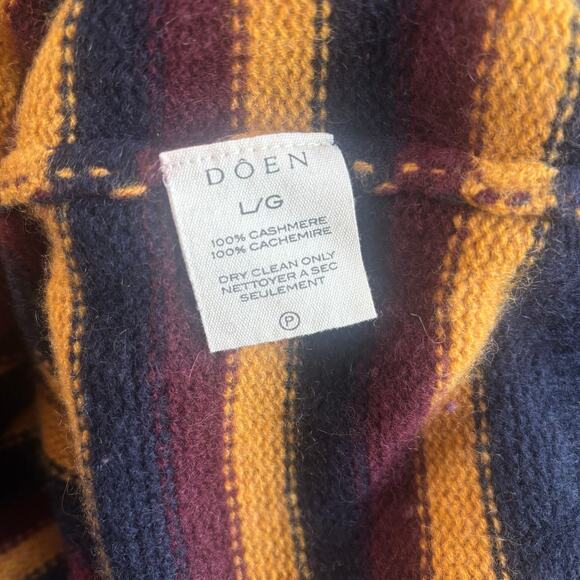 DÔEN
L/G
100% CASHMERE
100% CACHEMIRE
DRY CLEAN ONLY
NETTOYER A SEC
SEULEMENT
P